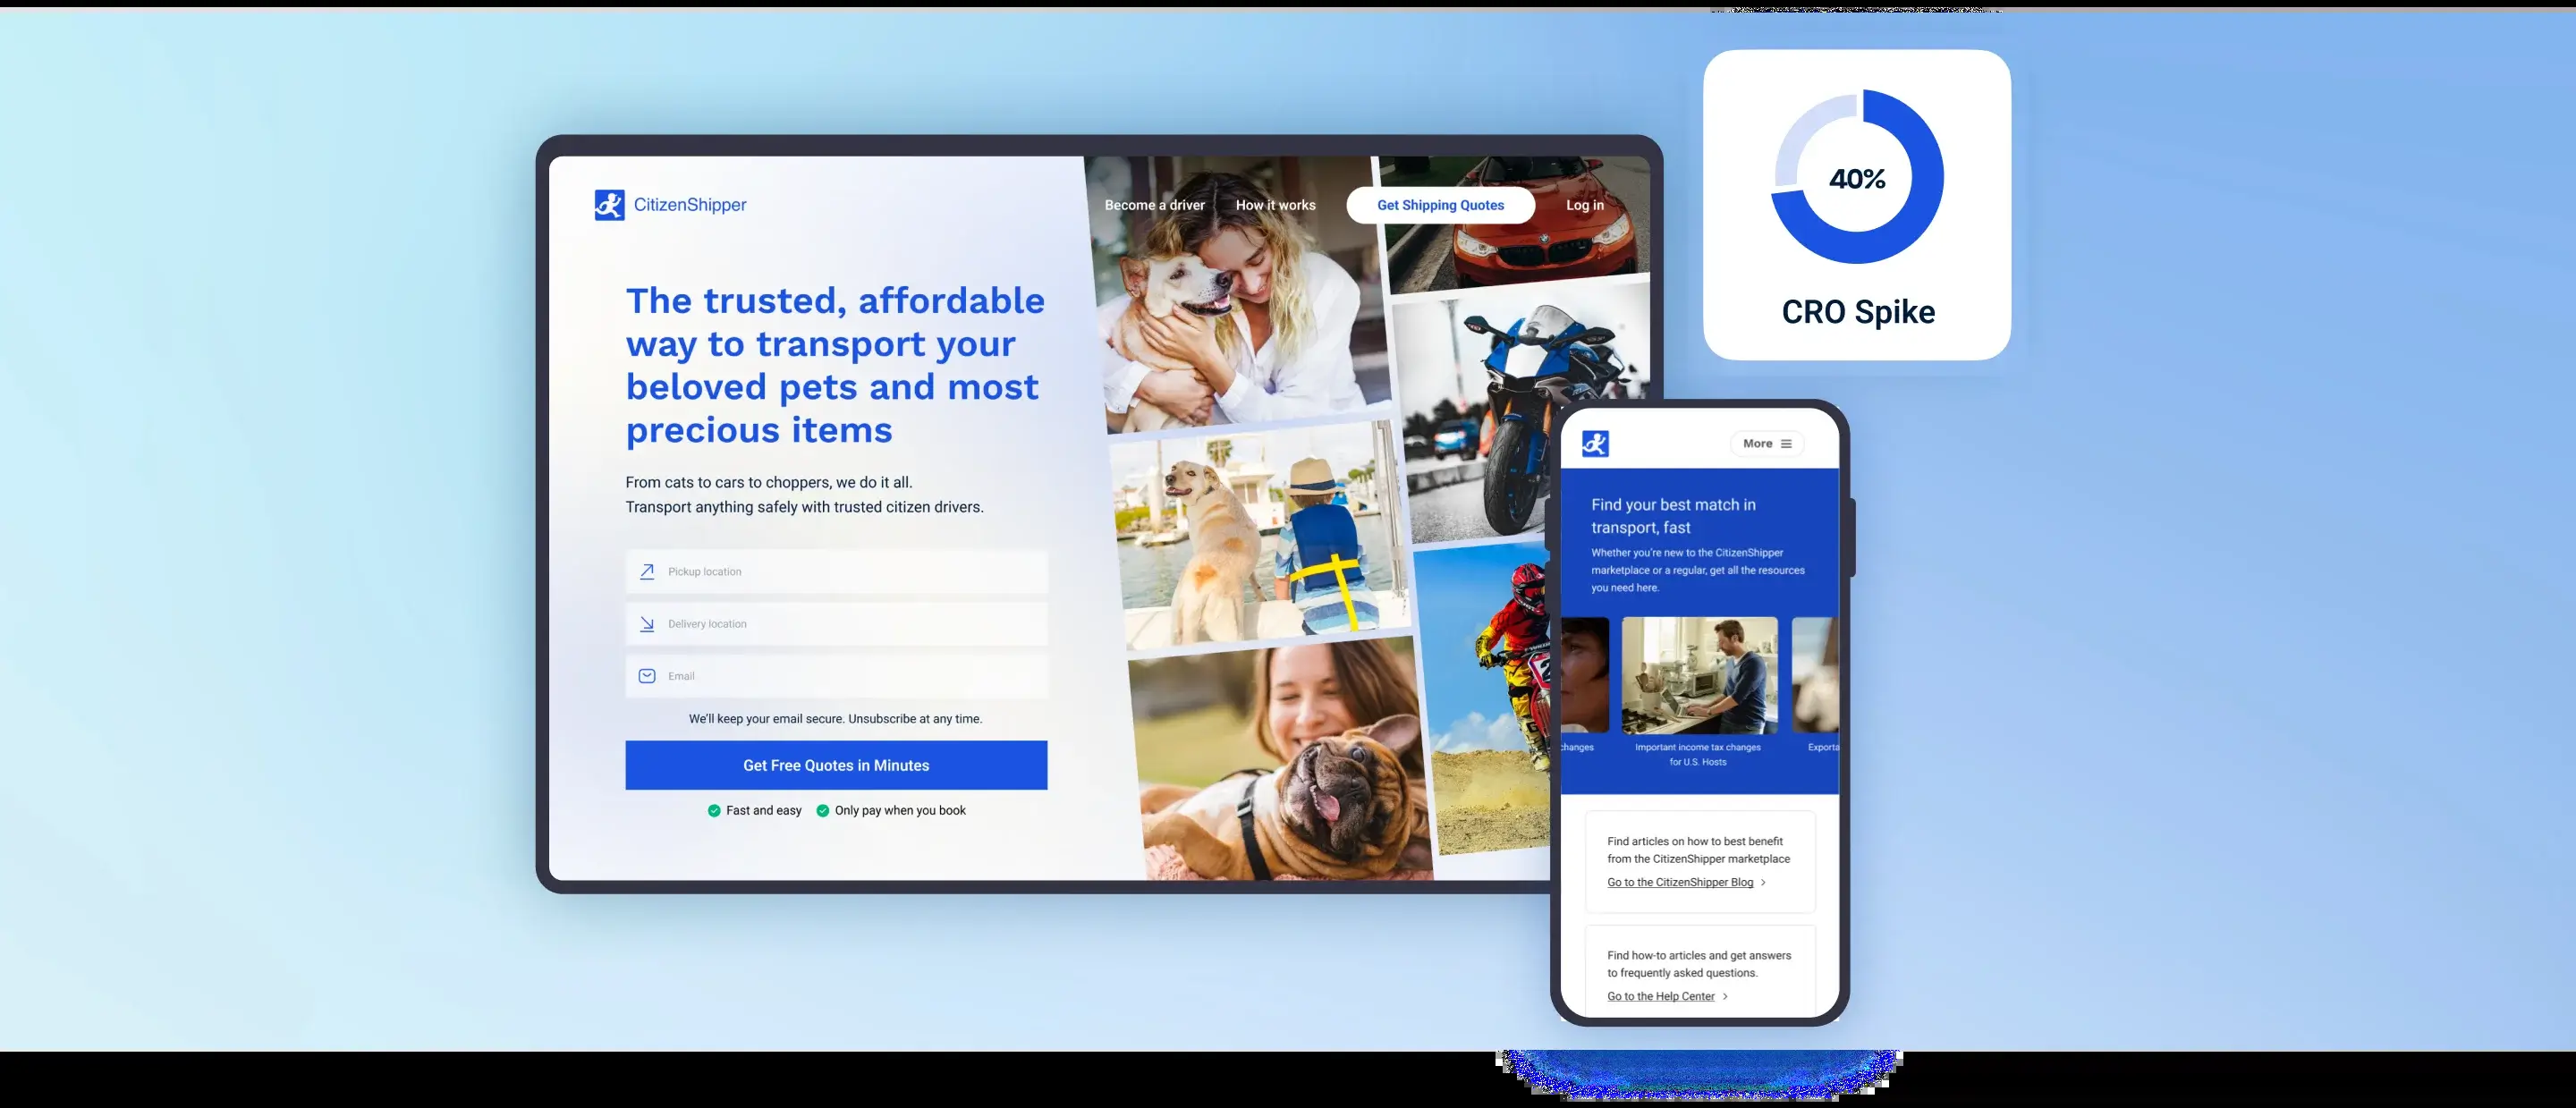 CitizenShipper
Become a driver
How it works
Get Shipping Quotes
Log in
The trusted, affordable
way to transport your
beloved pets and most
precious items
From cats to cars to choppers, we do it all.
Transport anything safely with trusted citizen drivers.
Pickup location
Delivery location
Email
We'll keep your email secure. Unsubscribe at any time.
Get Free Quotes in Minutes
Fast and easy
Only pay when you book
40%
CRO Spike
More
Find your best match in
transport, fast
Whether you're new to the CitizenShipper
marketplace or a regular, get all the resources
you need here.
changes
Important income tax changes
for U.S. Hosts
Exporta
Find articles on how to best benefit
from the CitizenShipper marketplace
Go to the CitizenShipper Blog
Find how-to articles and get answers
to frequently asked questions.
Go to the Help Center